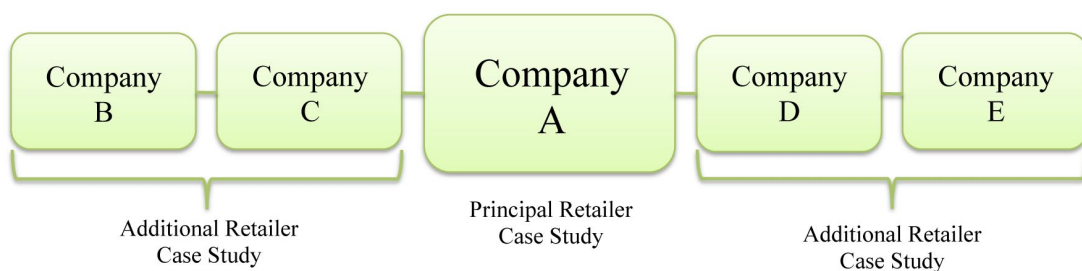 Company
B
Company
C
Company
A
Company
D
Company
E
Additional Retailer
Case Study
Principal Retailer
Case Study
Additional Retailer
Case Study